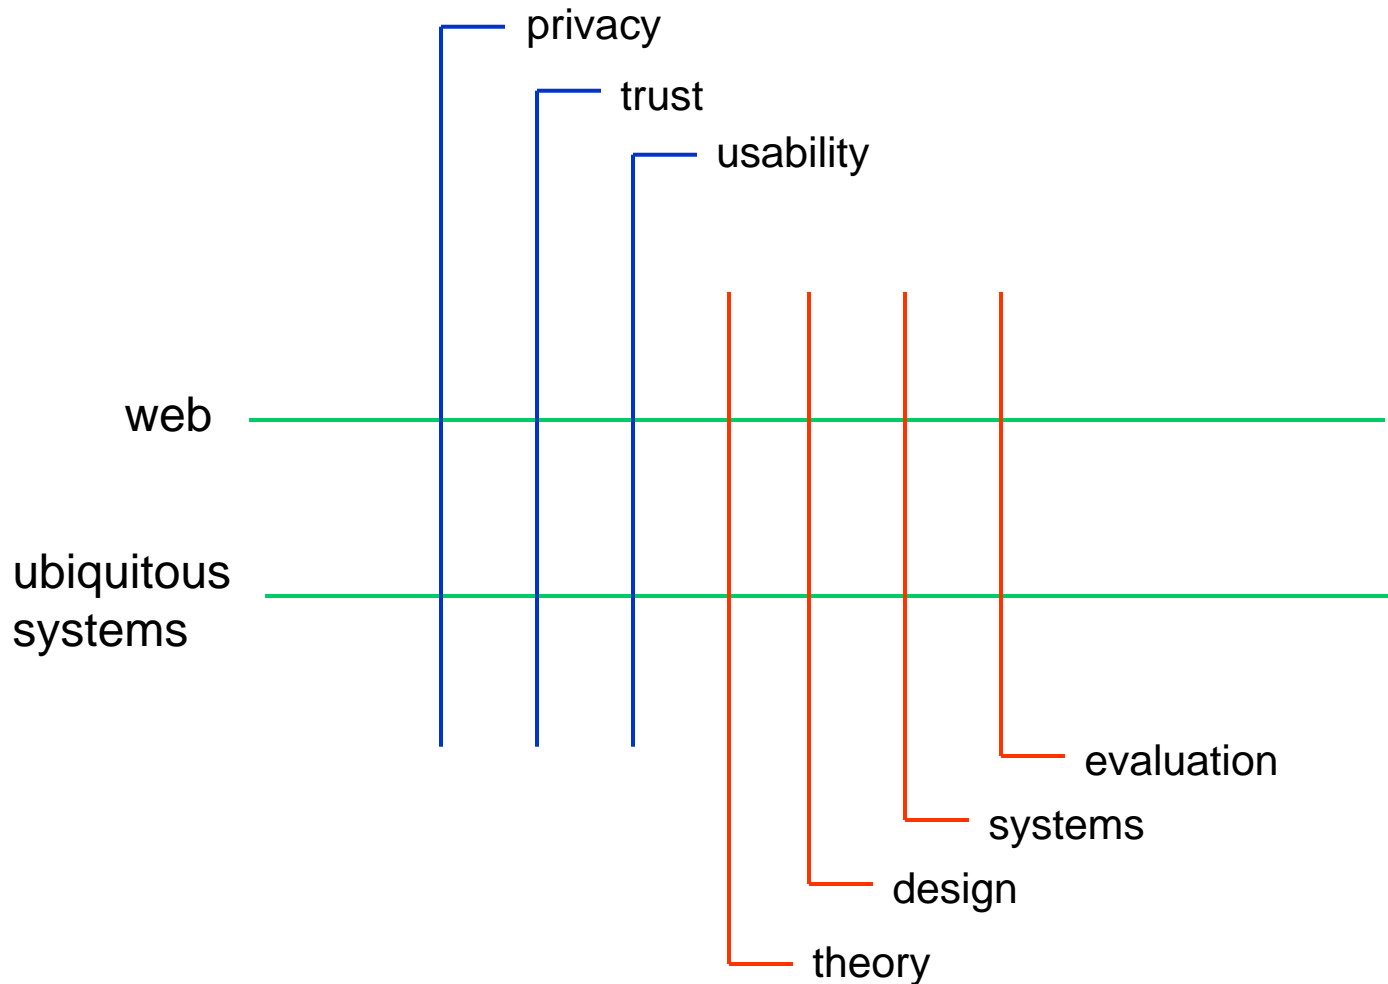 privacy
trust
usability
web
ubiquitous
systems
evaluation
systems
design
theory